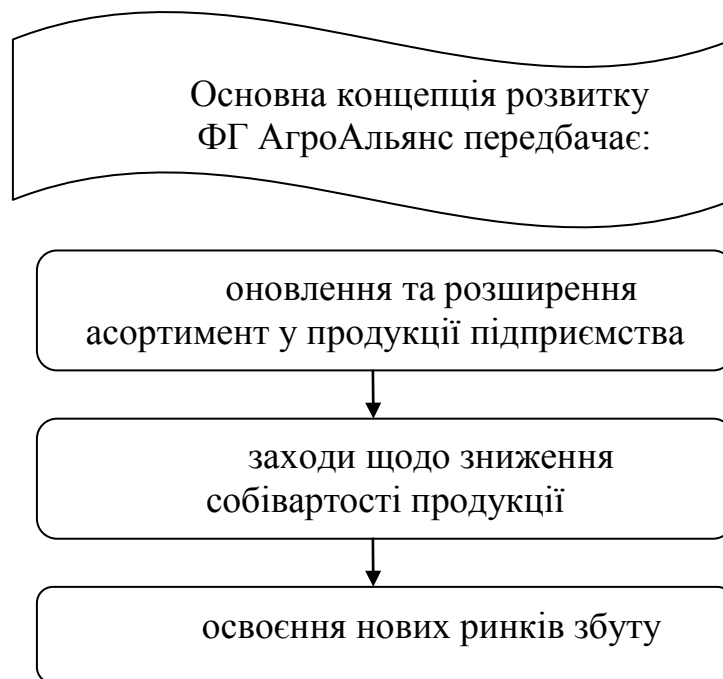 Основна концепція розвитку
ФГ АгроАльянс передбачає:
оновлення та розширення
асортимент у продукції підприємства
заходи щодо зниження
собівартості продукції
освоєння нових ринків збуту